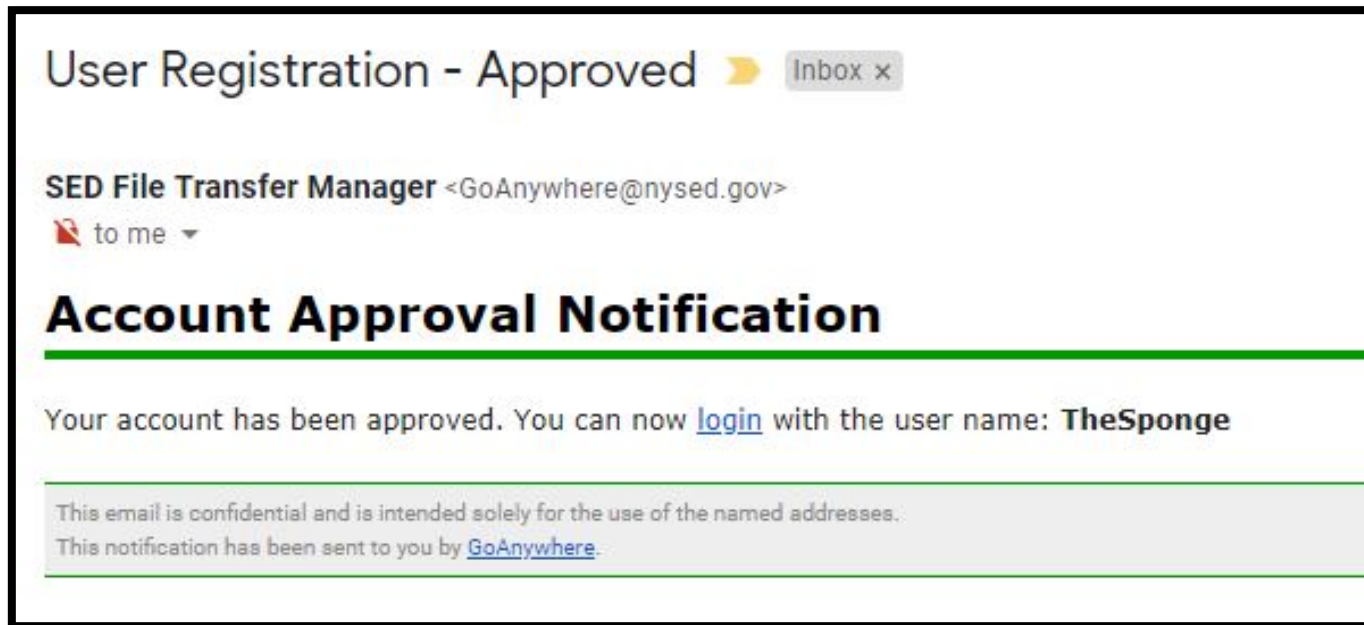 User Registration - Approved Inbox x
SED File Transfer Manager <GoAnywhere@nysed.gov>
to me
Account Approval Notification
Your account has been approved. You can now login with the user name: TheSponge
This email is confidential and is intended solely for the use of the named addresses.
This notification has been sent to you by GoAnywhere.